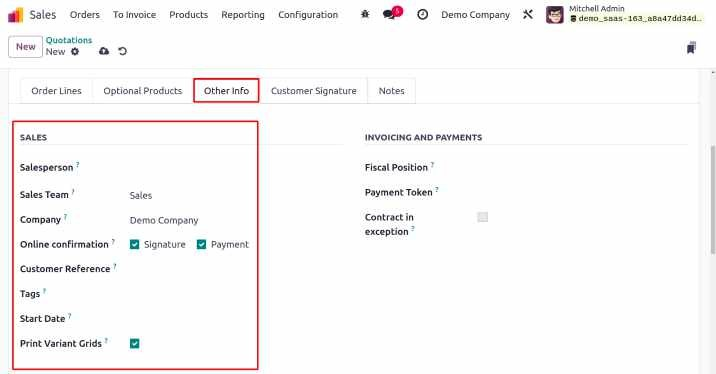 Sales Orders To Invoice Products Reporting Configuration 5 Demo Company Mitchell Admin
demo_saas-163_a8a47dd34d…
New Quotations
New
Order Lines Optional Products Other Info Customer Signature Notes
SALES
Salesperson ?
Sales Team ? Sales
Company ? Demo Company
Online confirmation ? Signature Payment
Customer Reference ?
Tags ?
Start Date ?
Print Variant Grids ?
INVOICING AND PAYMENTS
Fiscal Position ?
Payment Token ?
Contract in
exception ?